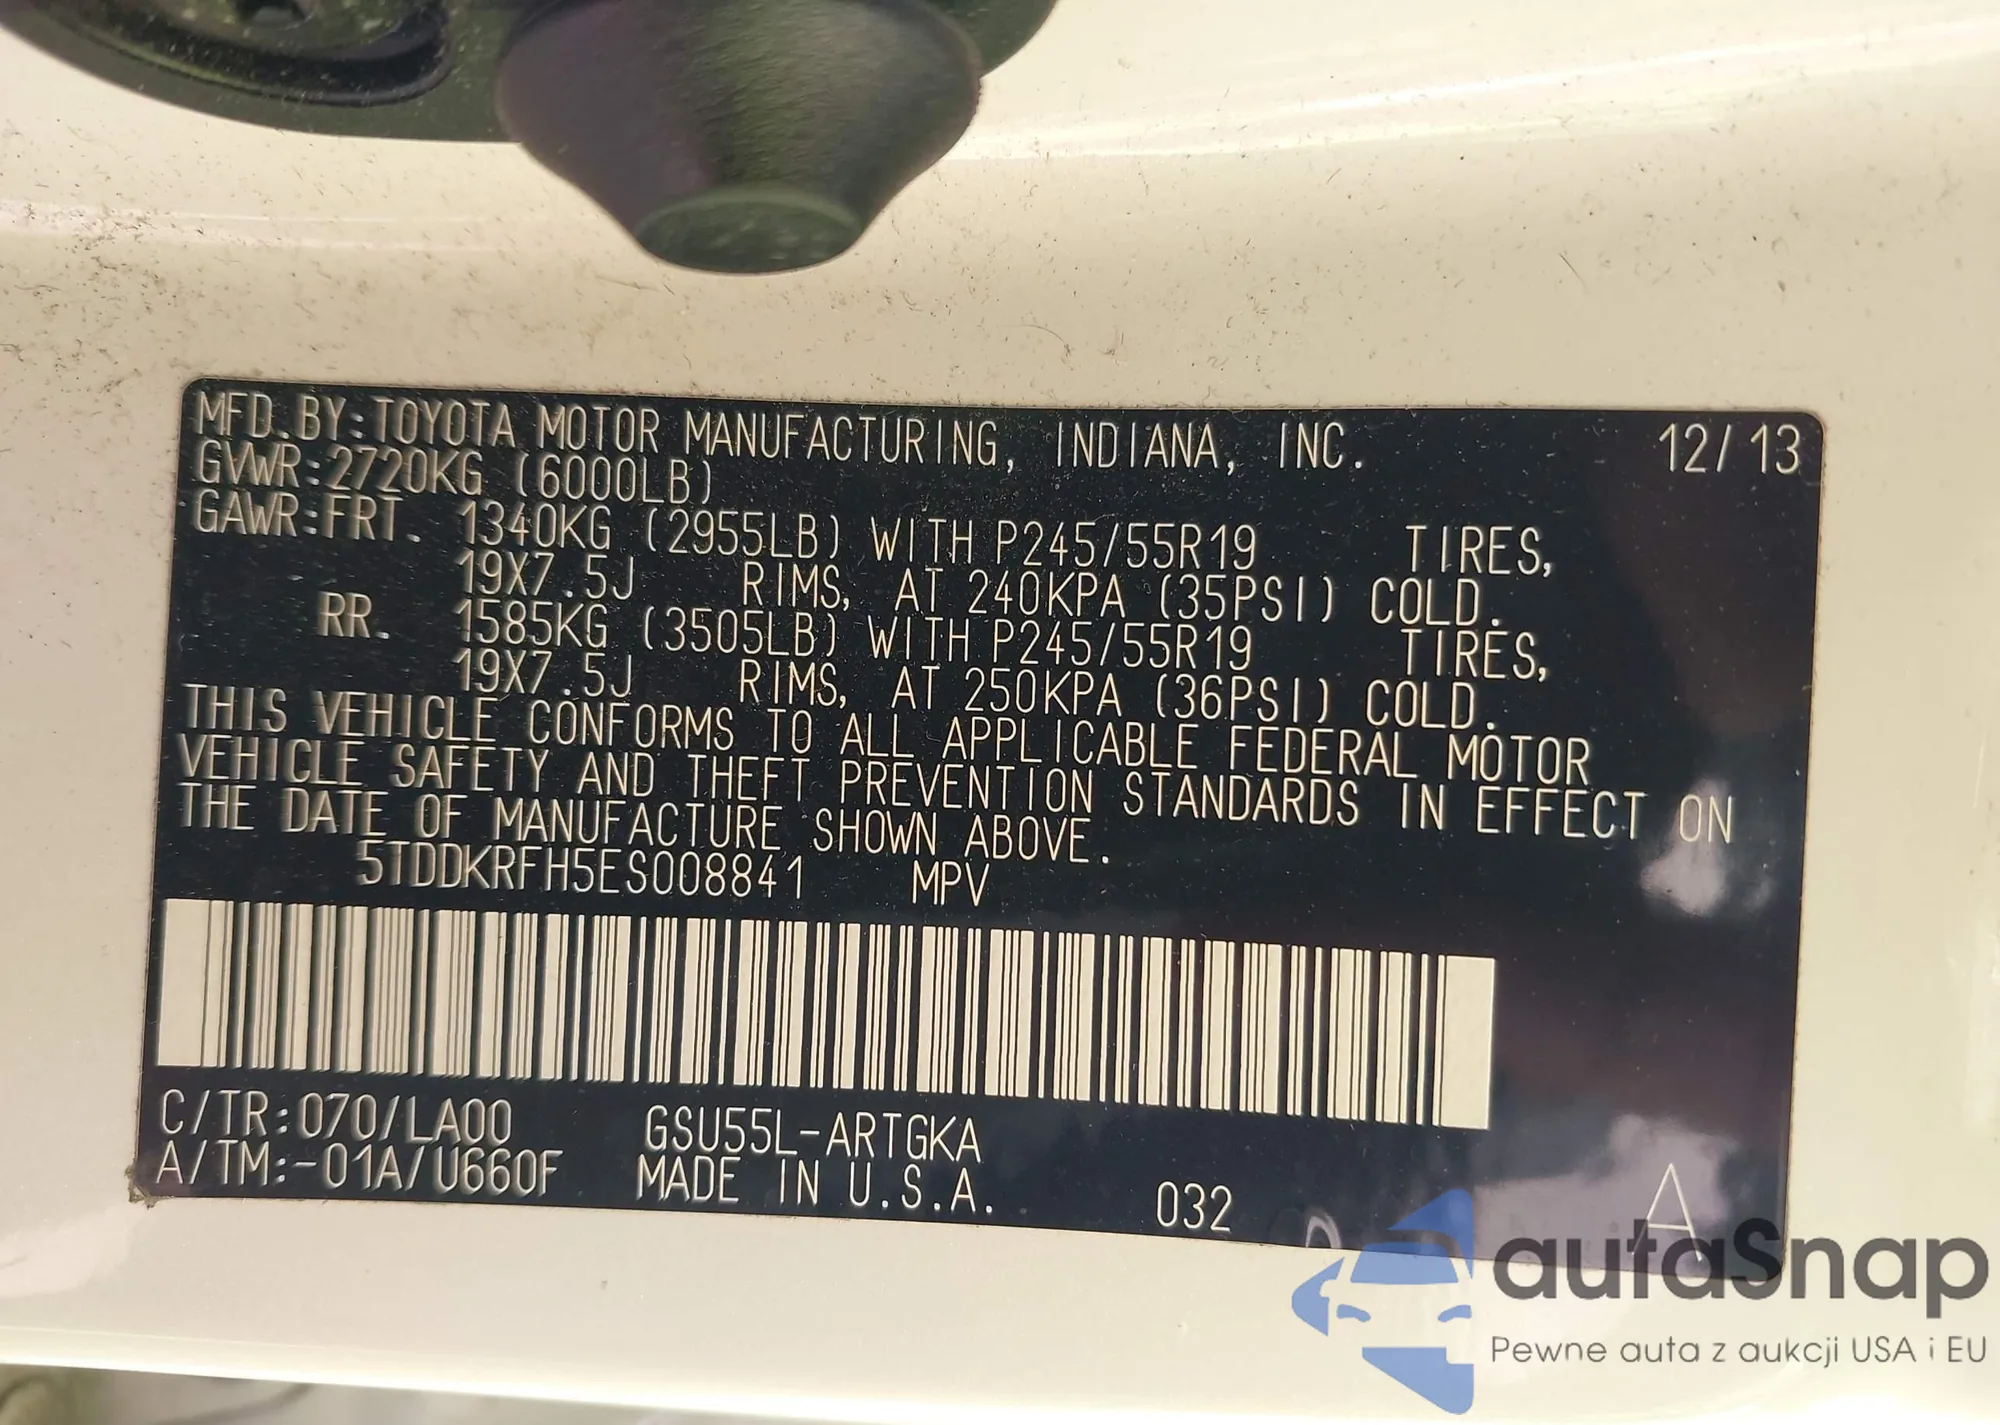 MFD.BY:TOYOTA MOTOR MANUFACTURING, INDIANA, INC. 12/13
GVWR:2720KG (6000LB)
GAWR:FRT. 1340KG (2955LB) WITH P245/55R19 TIRES,
19X7.5J RIMS, AT 240KPA (35PSI) COLD.
RR. 1585KG (3505LB) WITH P245/55R19 TIRES,
19X7.5J RIMS, AT 250KPA (36PSI) COLD.
THIS VEHICLE CONFORMS TO ALL APPLICABLE FEDERAL MOTOR
VEHICLE SAFETY AND THEFT PREVENTION STANDARDS IN EFFECT ON
THE DATE OF MANUFACTURE SHOWN ABOVE.
5TDDKRFH5ES008841 MPV
C/TR:070/LA00 GSU55L-ARTGKA
A/TM:-01A/U660F MADE IN U.S.A. 032 A
autaSnap
Pewne auta z aukcji USA i EU